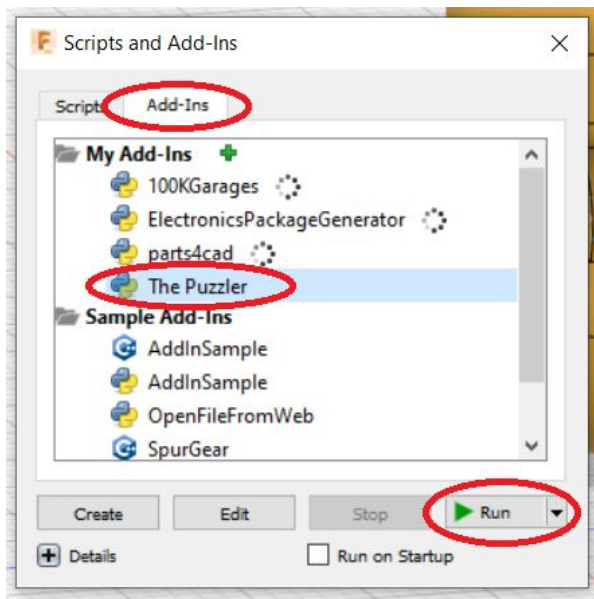 Scripts and Add-Ins
Scripts Add-Ins
My Add-Ins
100KGarages
ElectronicsPackageGenerator
parts4cad
The Puzzler
Sample Add-Ins
AddInSample
AddInSample
OpenFileFromWeb
SpurGear
Create Edit Stop Run
Details Run on Startup